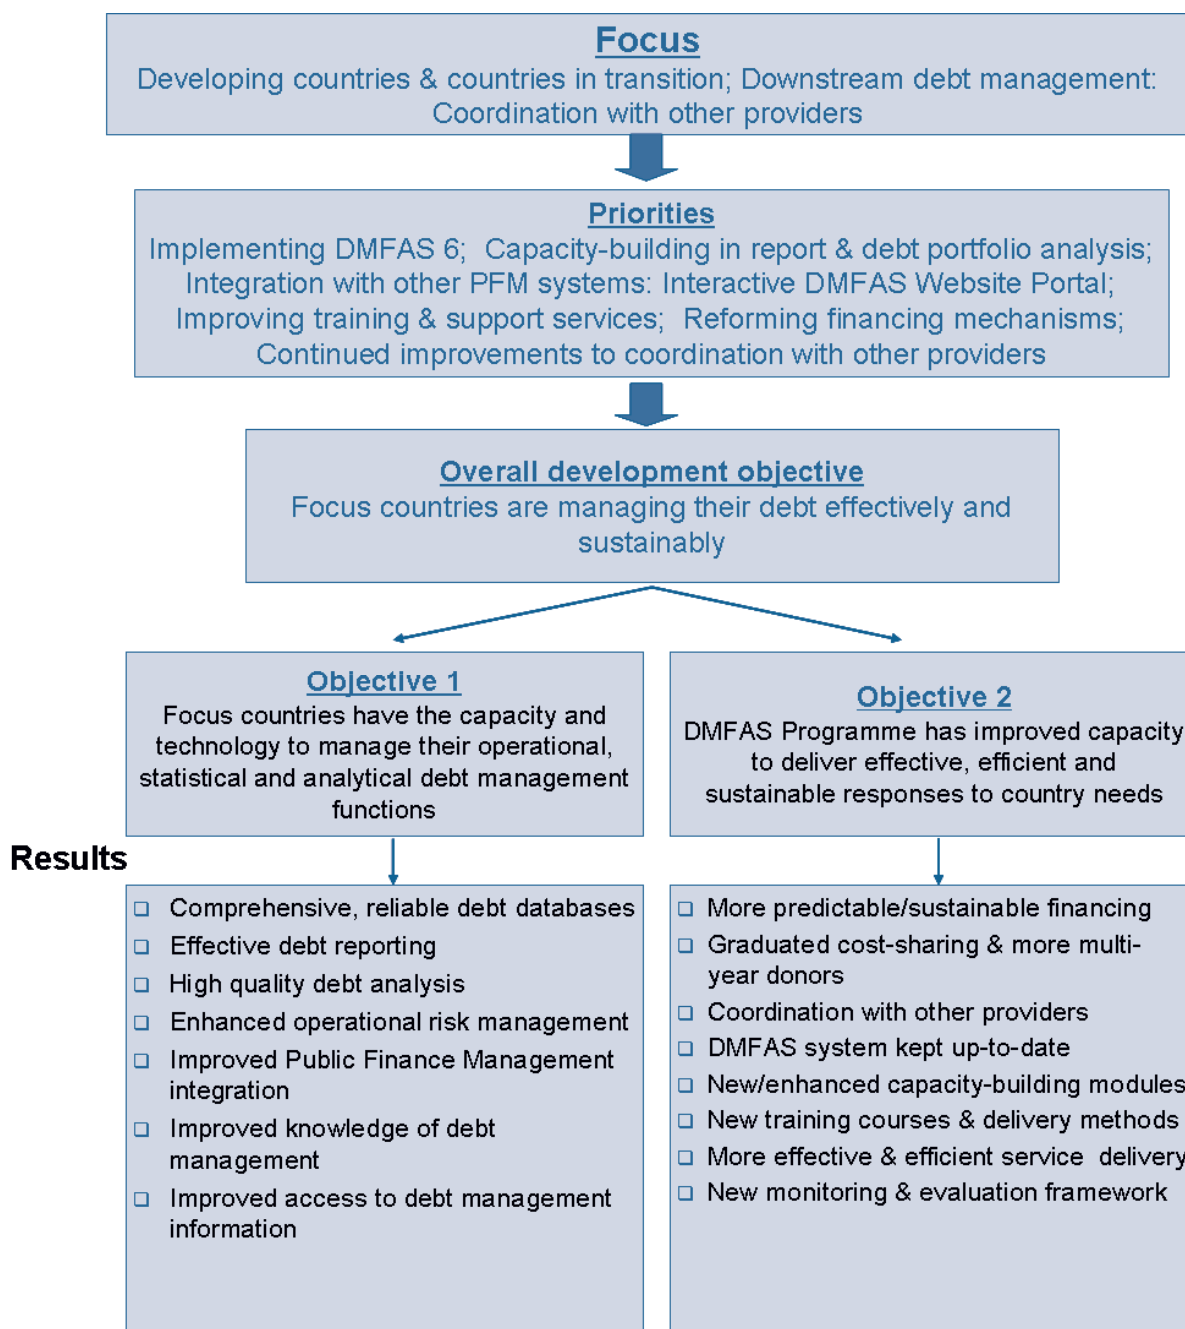 Focus
Developing countries & countries in transition; Downstream debt management:
Coordination with other providers
Priorities
Implementing DMFAS 6; Capacity-building in report & debt portfolio analysis;
Integration with other PFM systems: Interactive DMFAS Website Portal;
Improving training & support services; Reforming financing mechanisms;
Continued improvements to coordination with other providers
Overall development objective
Focus countries are managing their debt effectively and
sustainably
Objective 1
Focus countries have the capacity and
technology to manage their operational,
statistical and analytical debt management
functions
Objective 2
DMFAS Programme has improved capacity
to deliver effective, efficient and
sustainable responses to country needs
Results
❑ Comprehensive, reliable debt databases
❑ Effective debt reporting
❑ High quality debt analysis
❑ Enhanced operational risk management
❑ Improved Public Finance Management
integration
❑ Improved knowledge of debt
management
❑ Improved access to debt management
information
❑ More predictable/sustainable financing
❑ Graduated cost-sharing & more multi-
year donors
❑ Coordination with other providers
❑ DMFAS system kept up-to-date
❑ New/enhanced capacity-building modules
❑ New training courses & delivery methods
❑ More effective & efficient service delivery
❑ New monitoring & evaluation framework